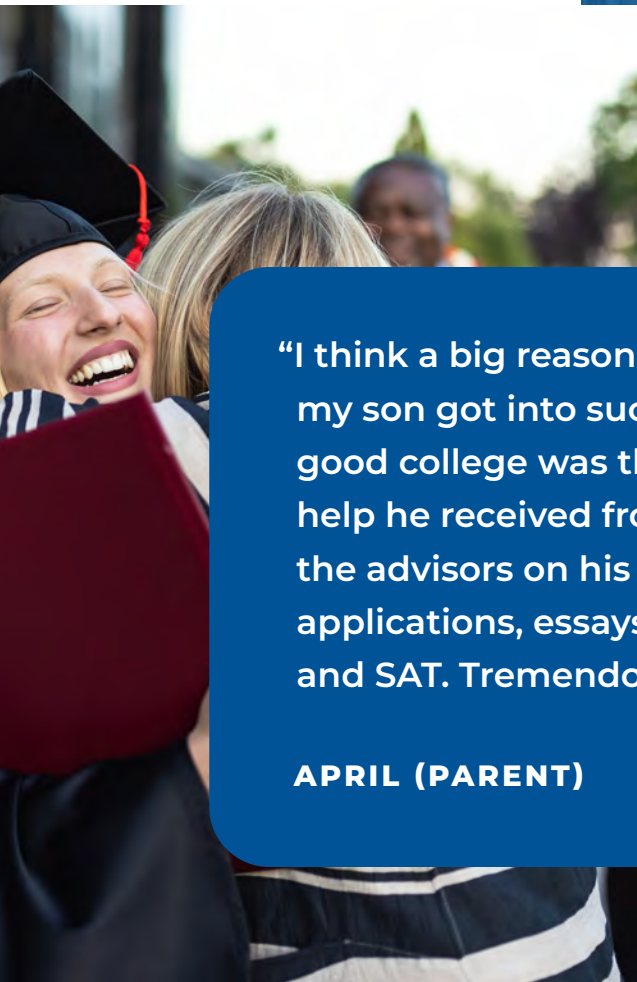 “I think a big reason
my son got into
good college was
help he received
the advisors on his
applications, essays
and SAT.
APRIL (PARENT)